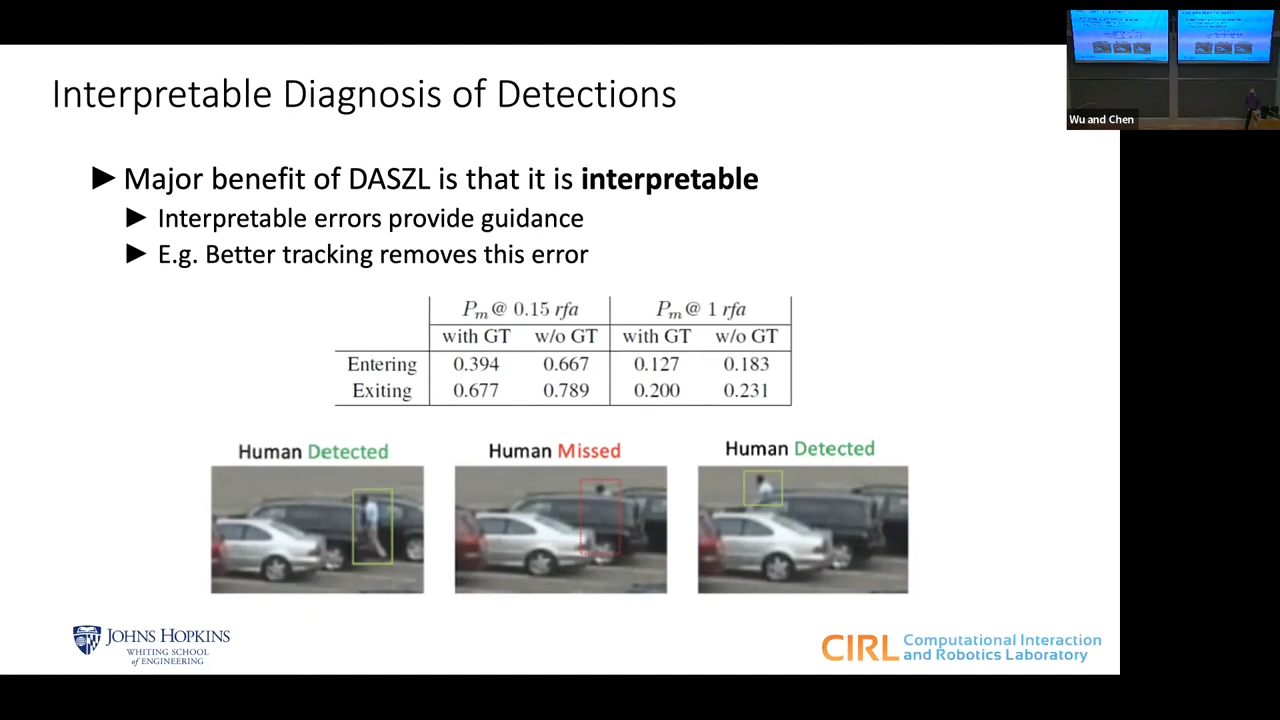 Interpretable Diagnosis of Detections
► Major benefit of DASZL is that it is interpretable
► Interpretable errors provide guidance
► E.g. Better tracking removes this error
Pm@ 0.15 rfa Pm@ 1 rfa
with GT w/o GT with GT w/o GT
Entering 0.394 0.667 0.127 0.183
Exiting 0.677 0.789 0.200 0.231
Human Detected Human Missed Human Detected
JOHNS HOPKINS
WHITING SCHOOL
of ENGINEERING
CIRL Computational Interaction
and Robotics Laboratory
Wu and Chen